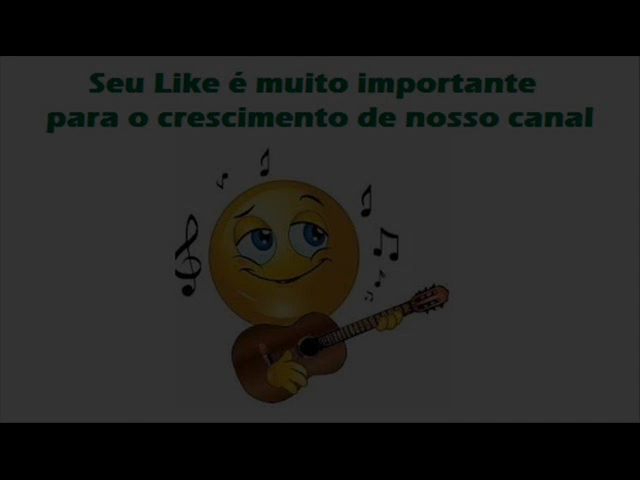 Seu Like é muito importante
para o crescimento de nosso canal